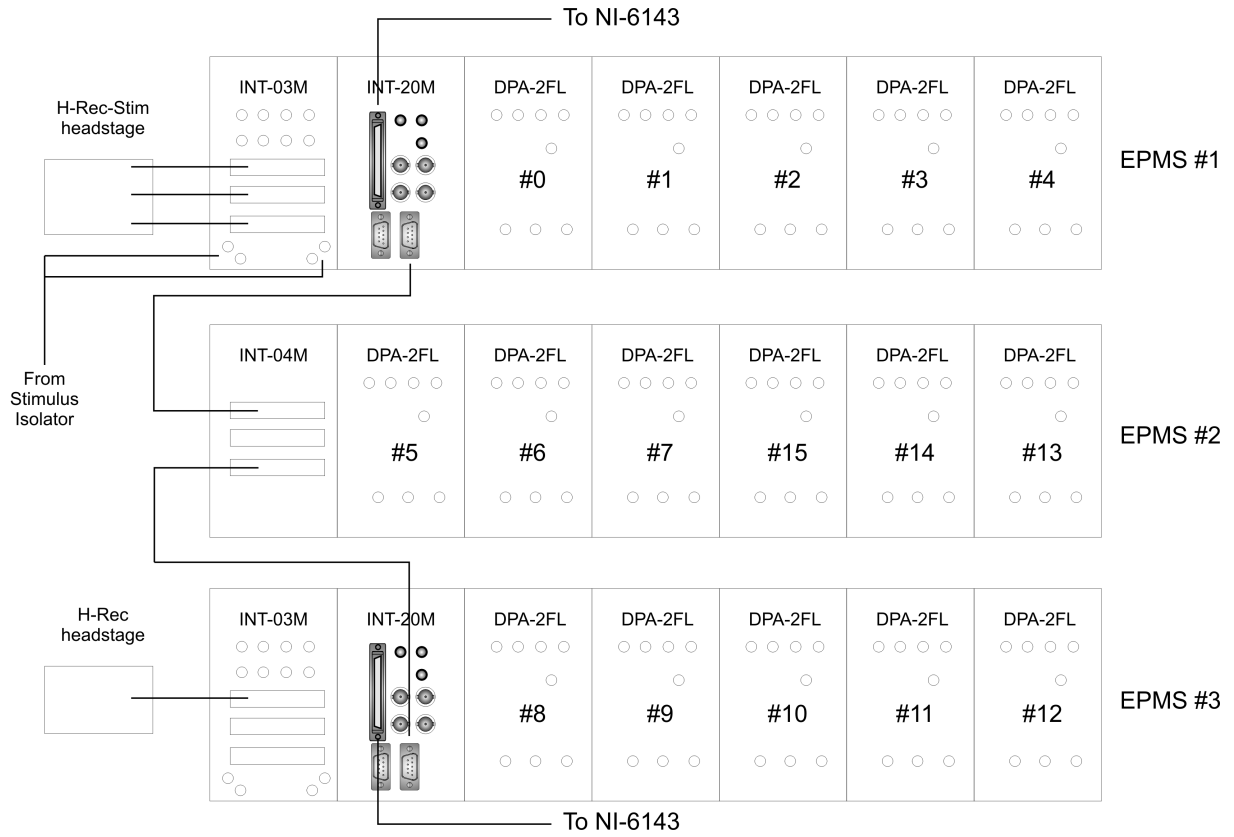 To NI-6143
INT-03M
INT-20M
DPA-2FL
DPA-2FL
DPA-2FL
DPA-2FL
DPA-2FL
H-Rec-Stim
headstage
#0
#1
#2
#3
#4
EPMS #1
From
Stimulus
Isolator
INT-04M
DPA-2FL
DPA-2FL
DPA-2FL
DPA-2FL
DPA-2FL
DPA-2FL
#5
#6
#7
#15
#14
#13
EPMS #2
H-Rec
headstage
INT-03M
INT-20M
DPA-2FL
DPA-2FL
DPA-2FL
DPA-2FL
DPA-2FL
#8
#9
#10
#11
#12
EPMS #3
To NI-6143